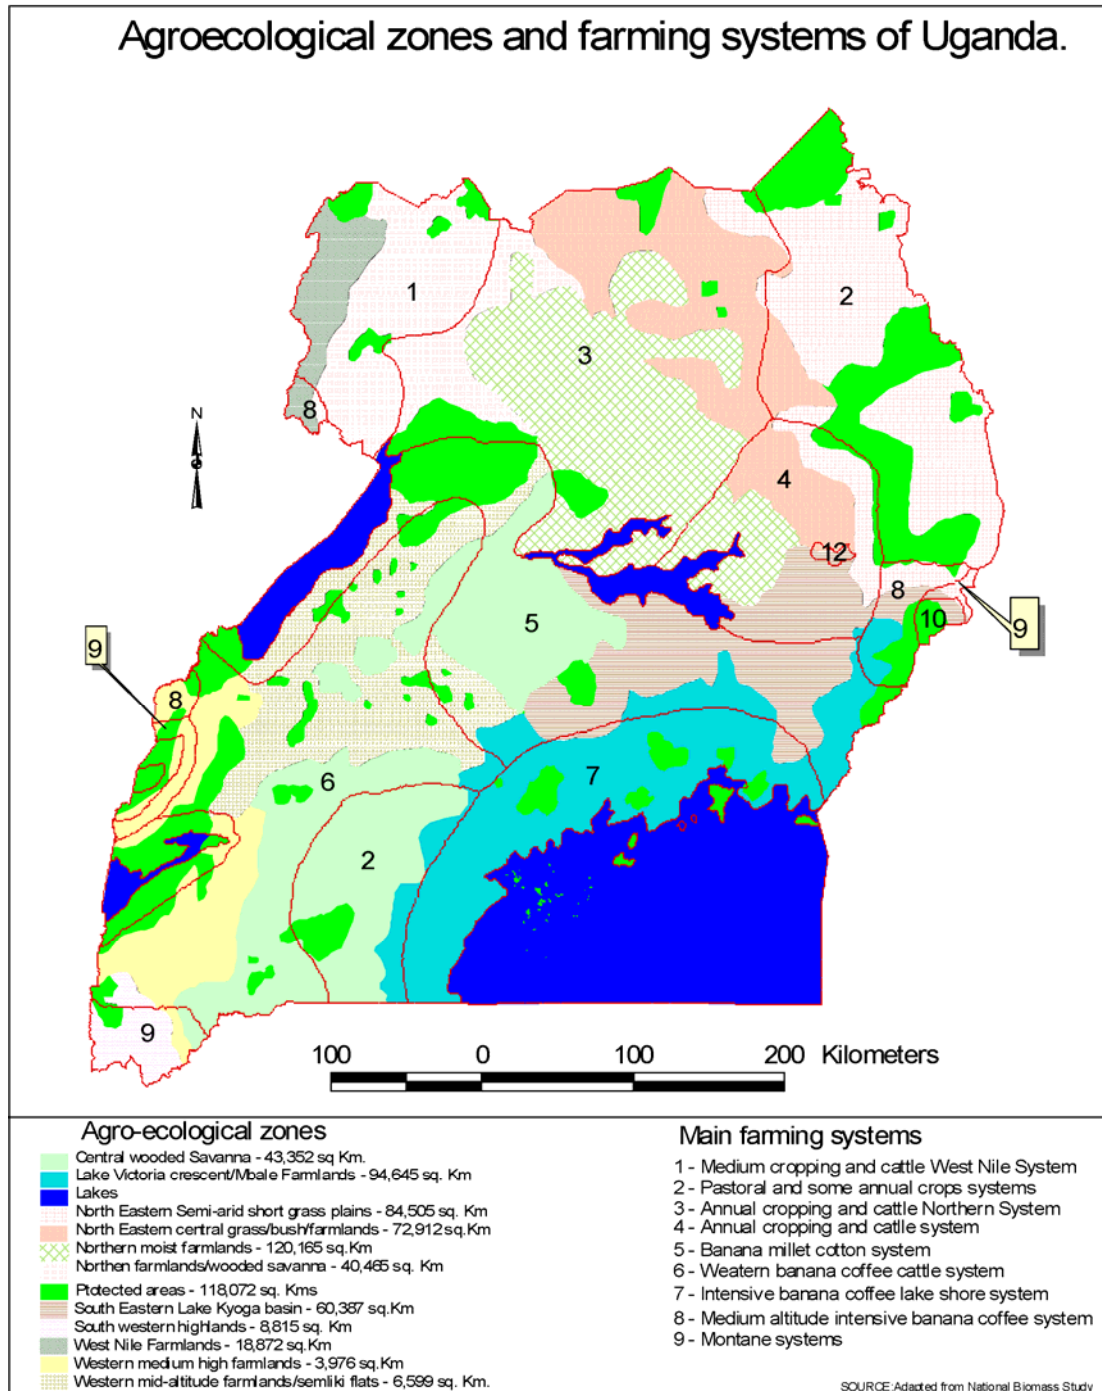 Agroecological zones and farming systems of Uganda.
1
2
3
8
N
4
12
8
5
10
9
9
8
6
7
2
9
100 0 100 200 Kilometers
Agro-ecological zones
Central wooded Savanna - 43,352 sq Km.
Lake Victoria crescent/Mbale Farmlands - 94,645 sq. Km
Lakes
North Eastern Semi-arid short grass plains - 84,505 sq. Km
North Eastern central grass/bush/farmlands - 72,912 sq.Km
Northern moist farmlands - 120,165 sq.Km
Northen farmlands/wooded savanna - 40,465 sq. Km
Ptotected areas - 118,072 sq. Kms
South Eastern Lake Kyoga basin - 60,387 sq.Km
South western highlands - 8,815 sq. Km
West Nile Farmlands - 18,872 sq.Km
Western medium high farmlands - 3,976 sq.Km
Western mid-altitude farmlands/semliki flats - 6,599 sq. Km.
Main farming systems
1 - Medium cropping and cattle West Nile System
2 - Pastoral and some annual crops systems
3 - Annual cropping and cattle Northern System
4 - Annual cropping and catlle system
5 - Banana millet cotton system
6 - Weatern banana coffee cattle system
7 - Intensive banana coffee lake shore system
8 - Medium altitude intensive banana coffee system
9 - Montane systems
SOURCE:Adapted from National Biomass Study